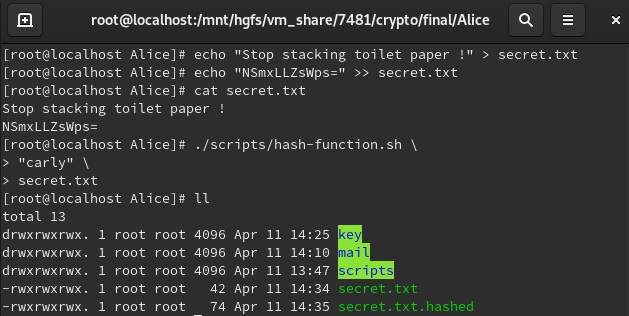 root@localhost:/mnt/hgfs/vm_share/7481/crypto/final/Alice
[root@localhost Alice]# echo "Stop stacking toilet paper !" > secret.txt
[root@localhost Alice]# echo "NSmxLLZsWps=" >> secret.txt
[root@localhost Alice]# cat secret.txt
Stop stacking toilet paper !
NSmxLLZsWps=
[root@localhost Alice]# ./scripts/hash-function.sh \
> "carly" \
> secret.txt
[root@localhost Alice]# ll
total 13
drwxrwxrwx. 1 root root 4096 Apr 11 14:25 key
drwxrwxrwx. 1 root root 4096 Apr 11 14:10 mail
drwxrwxrwx. 1 root root 4096 Apr 11 13:47 scripts
-rwxrwxrwx. 1 root root   42 Apr 11 14:34 secret.txt
-rwxrwxrwx. 1 root root   74 Apr 11 14:35 secret.txt.hashed